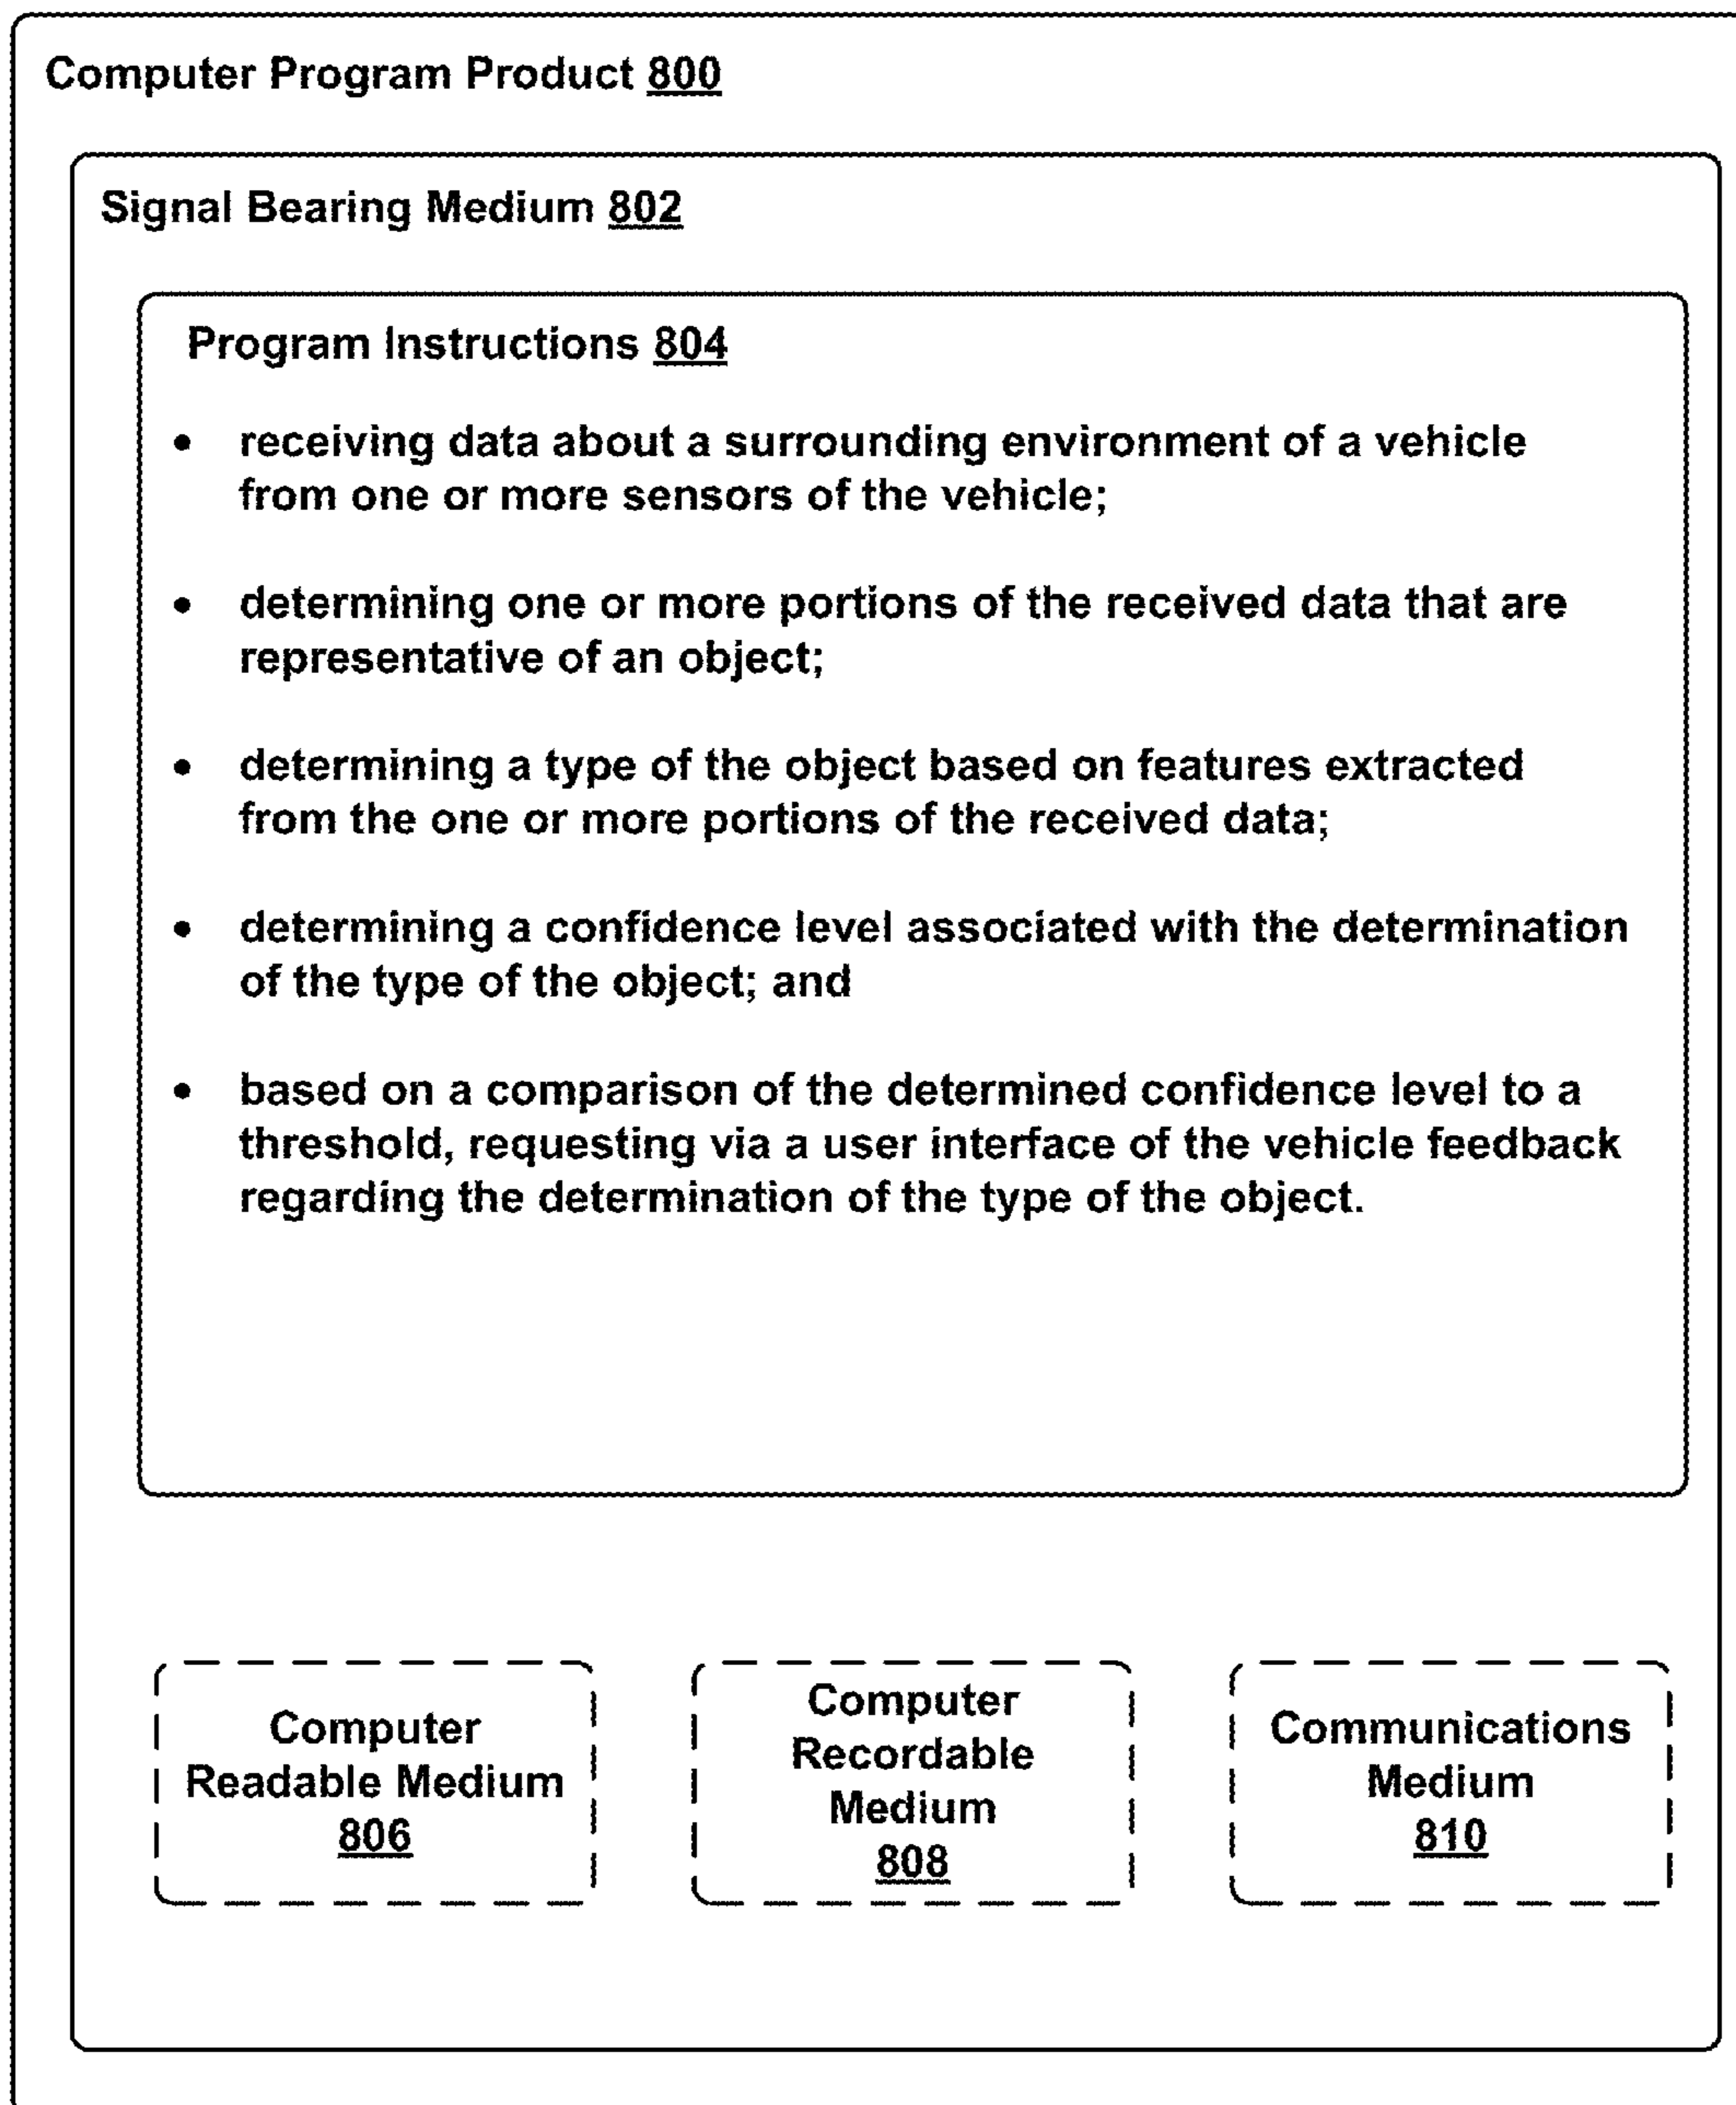 Computer Program Product 800
Signal Bearing Medium 802
Program Instructions 804
• receiving data about a surrounding environment of a vehicle
from one or more sensors of the vehicle;
• determining one or more portions of the received data that are
representative of an object;
• determining a type of the object based on features extracted
from the one or more portions of the received data;
• determining a confidence level associated with the determination
of the type of the object; and
• based on a comparison of the determined confidence level to a
threshold, requesting via a user interface of the vehicle feedback
regarding the determination of the type of the object.
Computer
Readable Medium
806
Computer
Recordable
Medium
808
Communications
Medium
810